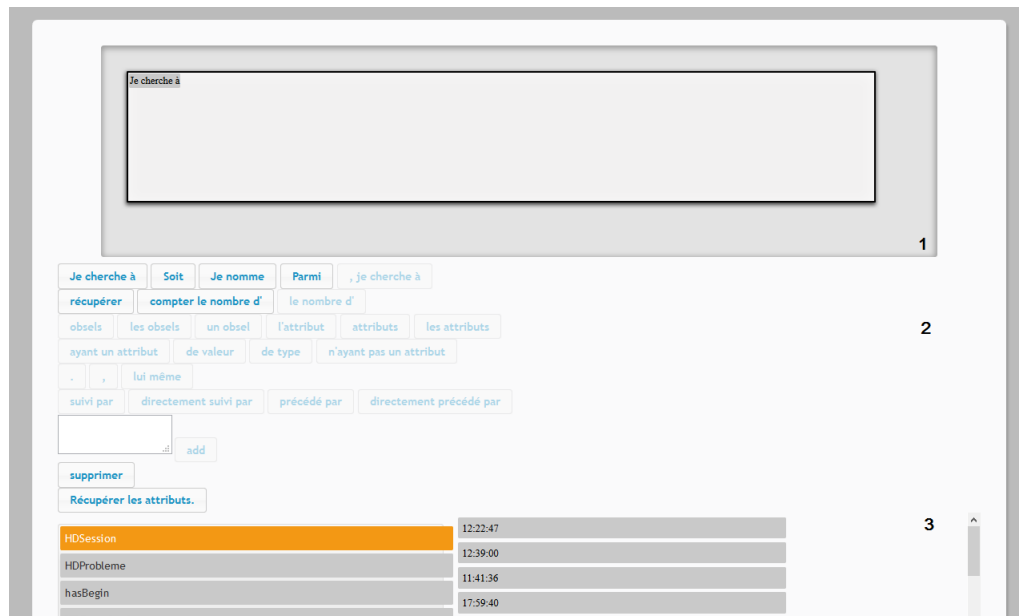 Je cherche à
1
Je cherche à Soit Je nomme Parmi , je cherche à
récupérer compter le nombre d' le nombre d'
obsels les obsels un obsel l'attribut attributs les attributs
2
ayant un attribut de valeur de type n'ayant pas un attribut
. , lui même
suivi par directement suivi par précédé par directement précédé par
add
supprimer
Récupérer les attributs.
3
HDSession
HDProbleme
hasBegin
12:22:47
12:39:00
11:41:36
17:59:40